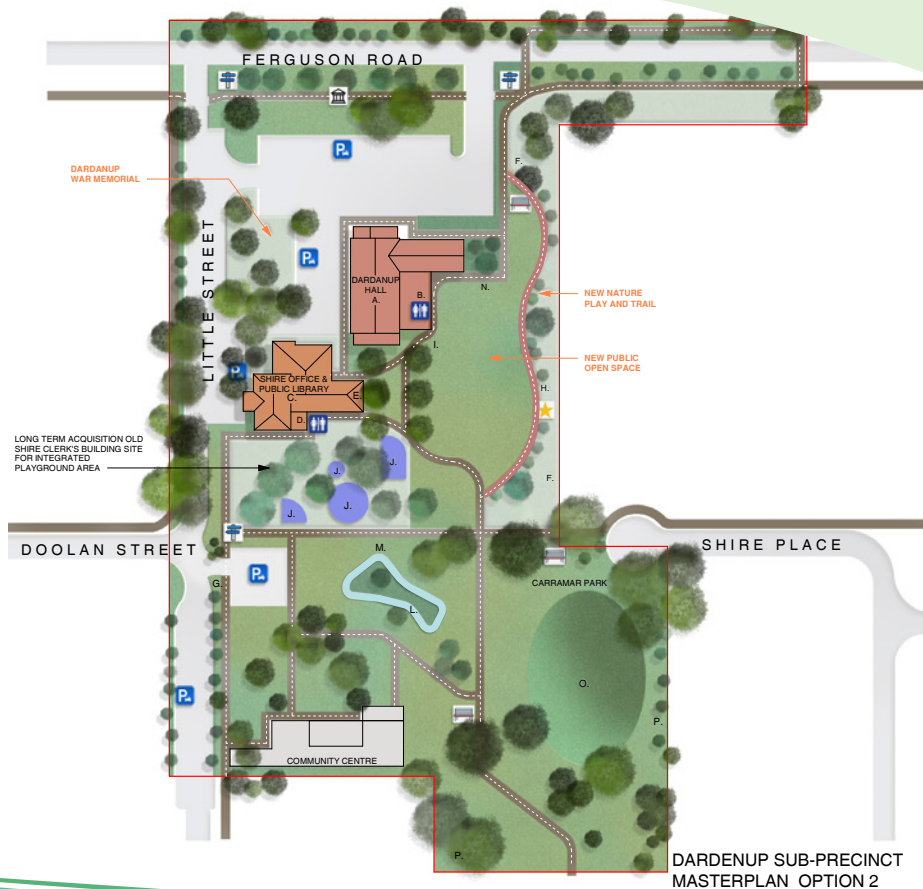 FERGUSON ROAD
DARDANUP
WAR MEMORIAL
F.
LITTLE STREET
DARDANUP
HALL
A.
B.
N.
NEW NATURE
PLAY AND TRAIL
I.
NEW PUBLIC
OPEN SPACE
SHIRE OFFICE &
PUBLIC LIBRARY
C.
E.
D.
H.
LONG TERM ACQUISITION OLD
SHIRE CLERK'S BUILDING SITE
FOR INTEGRATED
PLAYGROUND AREA
J.
J.
J.
J.
F.
DOOLAN STREET
SHIRE PLACE
M.
G.
CARRAMAR PARK
L.
O.
P.
COMMUNITY CENTRE
P.
DARDENUP SUB-PRECINCT
MASTERPLAN OPTION 2
P
P
P
P
P